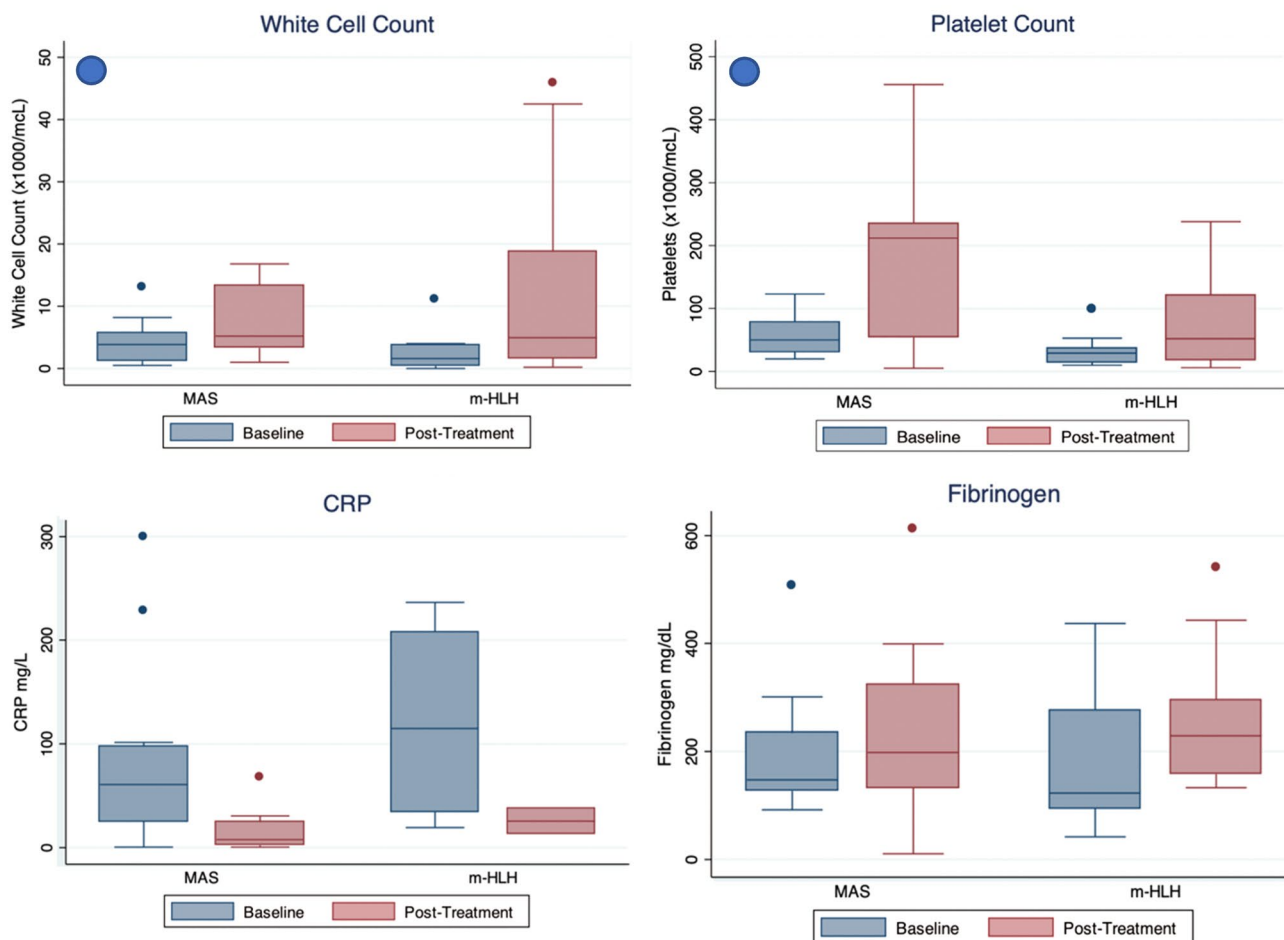 White Cell Count
White Cell Count (x1000/mcL)
50
40
30
20
10
0
MAS
m-HLH
Baseline
Post-Treatment
Platelet Count
Platelets (x1000/mcL)
500
400
300
200
100
0
MAS
m-HLH
Baseline
Post-Treatment
CRP
CRP mg/L
300
200
100
0
MAS
m-HLH
Baseline
Post-Treatment
Fibrinogen
Fibrinogen mg/dL
600
400
200
0
MAS
m-HLH
Baseline
Post-Treatment